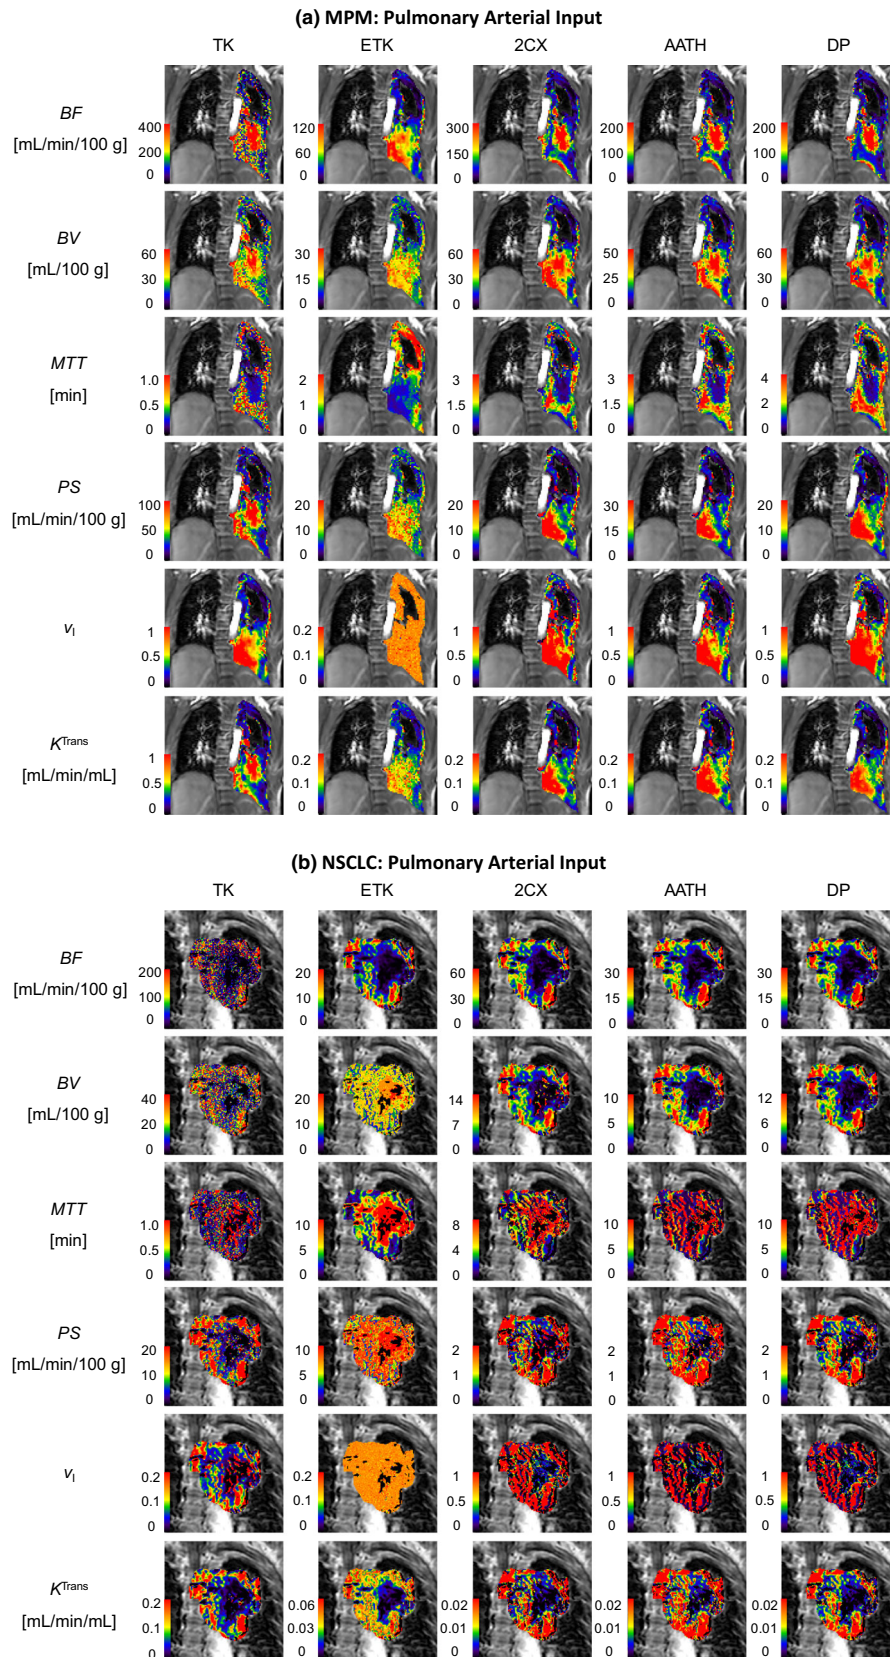 (a) MPM: Pulmonary Arterial Input
TK ETK 2CX AATH DP
BF
[mL/min/100 g]
400 200 0
120 60 0
300 150 0
200 100 0
200 100 0
BV
[mL/100 g]
60 30 0
30 15 0
60 30 0
50 25 0
60 30 0
MTT
[min]
1.0 0.5 0
2 1 0
3 1.5 0
3 1.5 0
4 2 0
PS
[mL/min/100 g]
100 50 0
20 10 0
20 10 0
30 15 0
20 10 0
vI
1 0.5 0
0.2 0.1 0
1 0.5 0
1 0.5 0
1 0.5 0
KTrans
[mL/min/mL]
1 0.5 0
0.2 0.1 0
0.2 0.1 0
0.2 0.1 0
0.2 0.1 0
(b) NSCLC: Pulmonary Arterial Input
TK ETK 2CX AATH DP
BF
[mL/min/100 g]
200 100 0
20 10 0
60 30 0
30 15 0
30 15 0
BV
[mL/100 g]
40 20 0
20 10 0
14 7 0
10 5 0
12 6 0
MTT
[min]
1.0 0.5 0
10 5 0
8 4 0
10 5 0
10 5 0
PS
[mL/min/100 g]
20 10 0
10 5 0
2 1 0
2 1 0
2 1 0
vI
0.2 0.1 0
0.2 0.1 0
1 0.5 0
1 0.5 0
1 0.5 0
KTrans
[mL/min/mL]
0.2 0.1 0
0.06 0.03 0
0.02 0.01 0
0.02 0.01 0
0.02 0.01 0